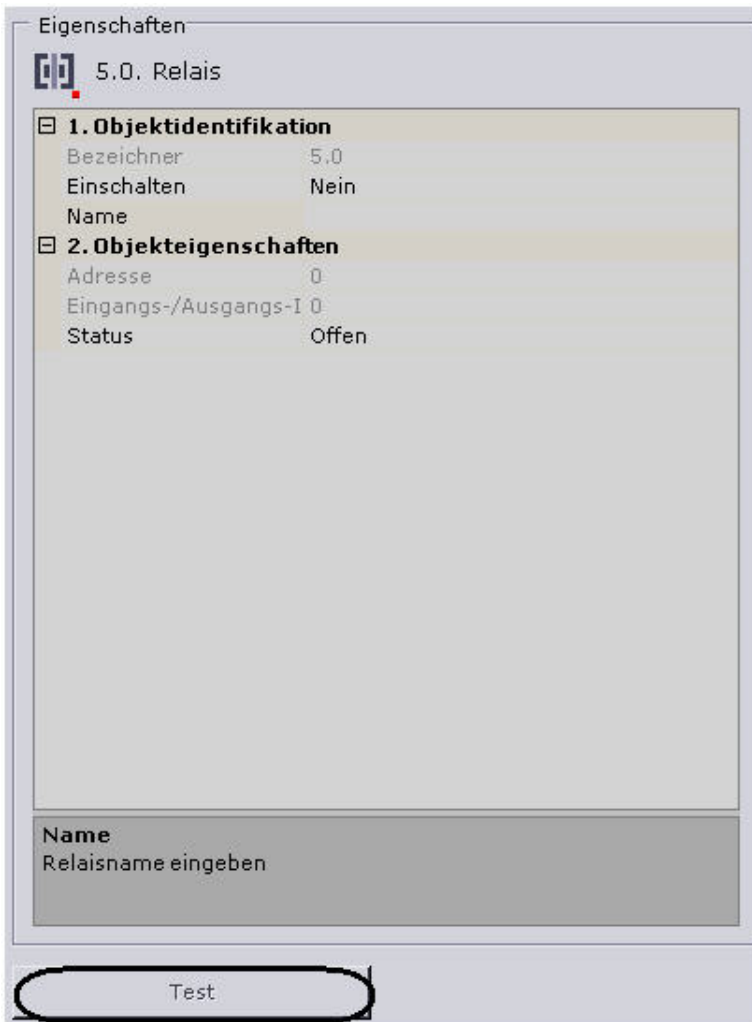 Eigenschaften
5.0. Relais
1. Objektidentifikation
Bezeichner 5.0
Einschalten Nein
Name
2. Objekteigenschaften
Adresse 0
Eingangs-/Ausgangs-I 0
Status Offen
Name
Relaisname eingeben
Test